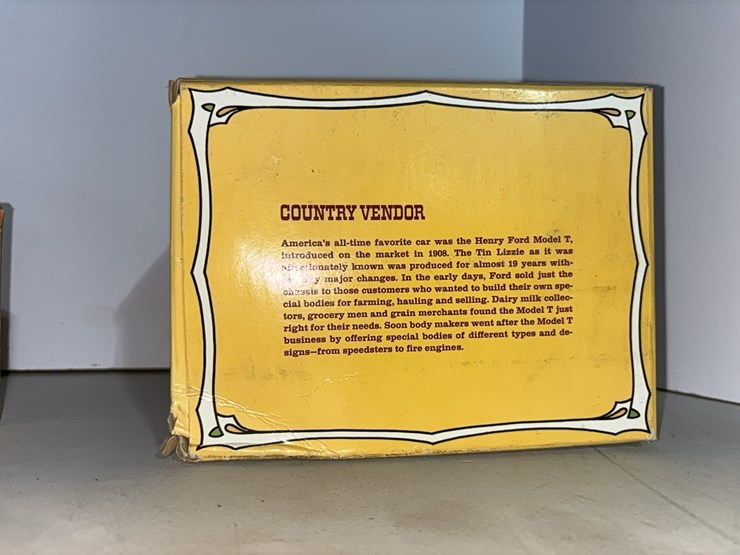 COUNTRY VENDOR
America's all-time favorite car was the Henry Ford Model T,
introduced on the market in 1908. The Tin Lizzie as it was
affectionately known was produced for almost 19 years with-
major changes. In the early days, Ford sold just the
chassis to those customers who wanted to build their own spe-
cial bodies for farming, hauling and selling. Dairy milk collec-
tors, grocery men and grain merchants found the Model T just
right for their needs. Soon body makers went after the Model T
business by offering special bodies of different types and de-
signs—from speedsters to fire engines.